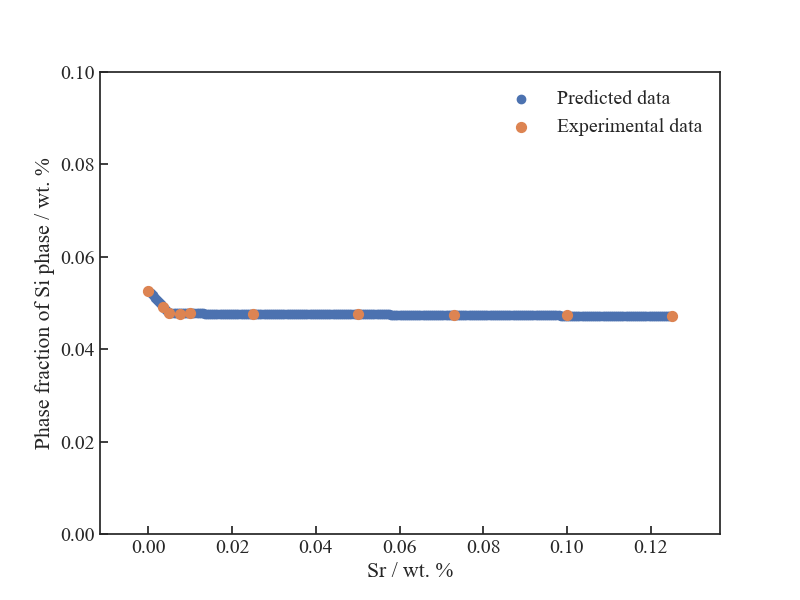 Predicted data
Experimental data
0.10
0.08
0.06
0.04
0.02
0.00
Phase fraction of Si phase / wt. %
0.00 0.02 0.04 0.06 0.08 0.10 0.12
Sr / wt. %